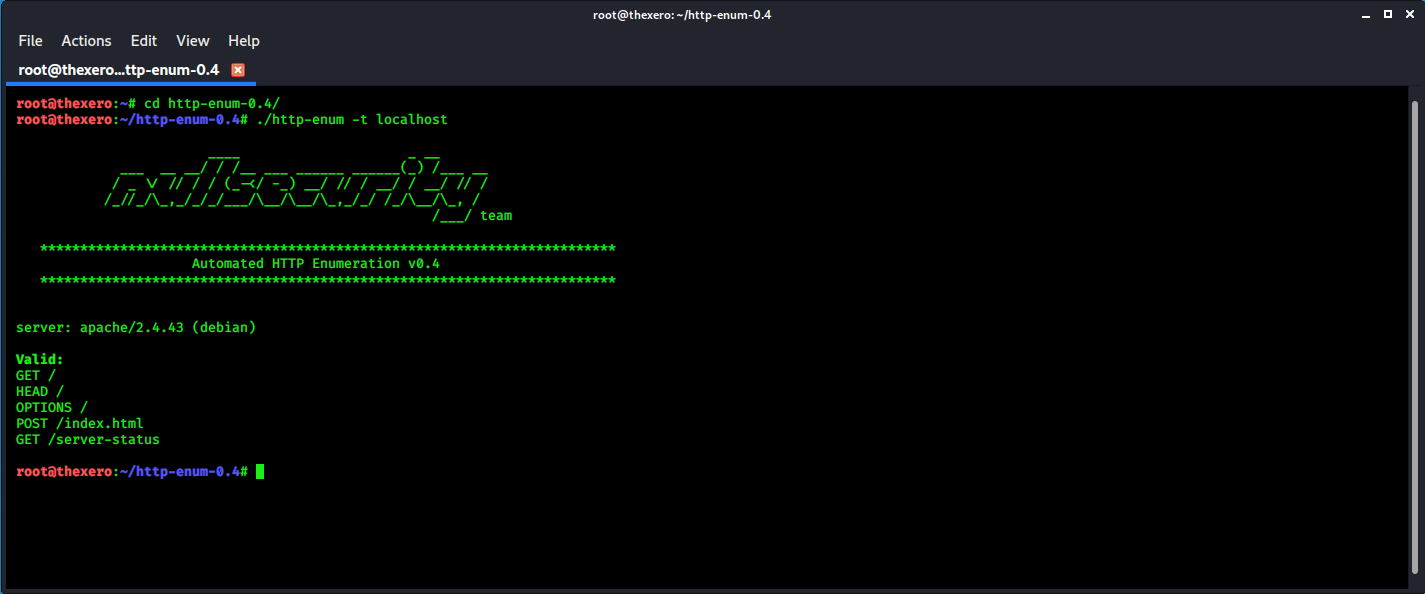 root@thexero: ~/http-enum-0.4
File Actions Edit View Help
root@thexero...ttp-enum-0.4
root@thexero:~# cd http-enum-0.4/
root@thexero:~/http-enum-0.4# ./http-enum -t localhost
nullsecurity
team
************************************************************************
Automated HTTP Enumeration v0.4
************************************************************************
server: apache/2.4.43 (debian)
Valid:
GET /
HEAD /
OPTIONS /
POST /index.html
GET /server-status
root@thexero:~/http-enum-0.4#